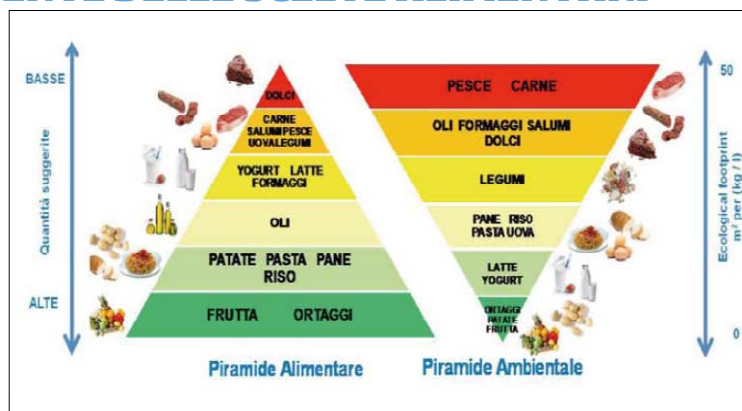 BASSE
Quantità suggerite
ALTE
DOLCI
CARNE
SALUMI PESCE
UOVA LEGUMI
YOGURT LATTE
FORMAGGI
OLI
PATATE PASTA PANE
RISO
FRUTTA ORTAGGI
Piramide Alimentare
PESCE CARNE
OLI FORMAGGI SALUMI
DOLCI
LEGUMI
PANE RISO
PASTA UOVA
LATTE
YOGURT
ORTAGGI
PATATE
FRUTTA
Piramide Ambientale
50
Ecological footprint
m² per (kg / l)
0